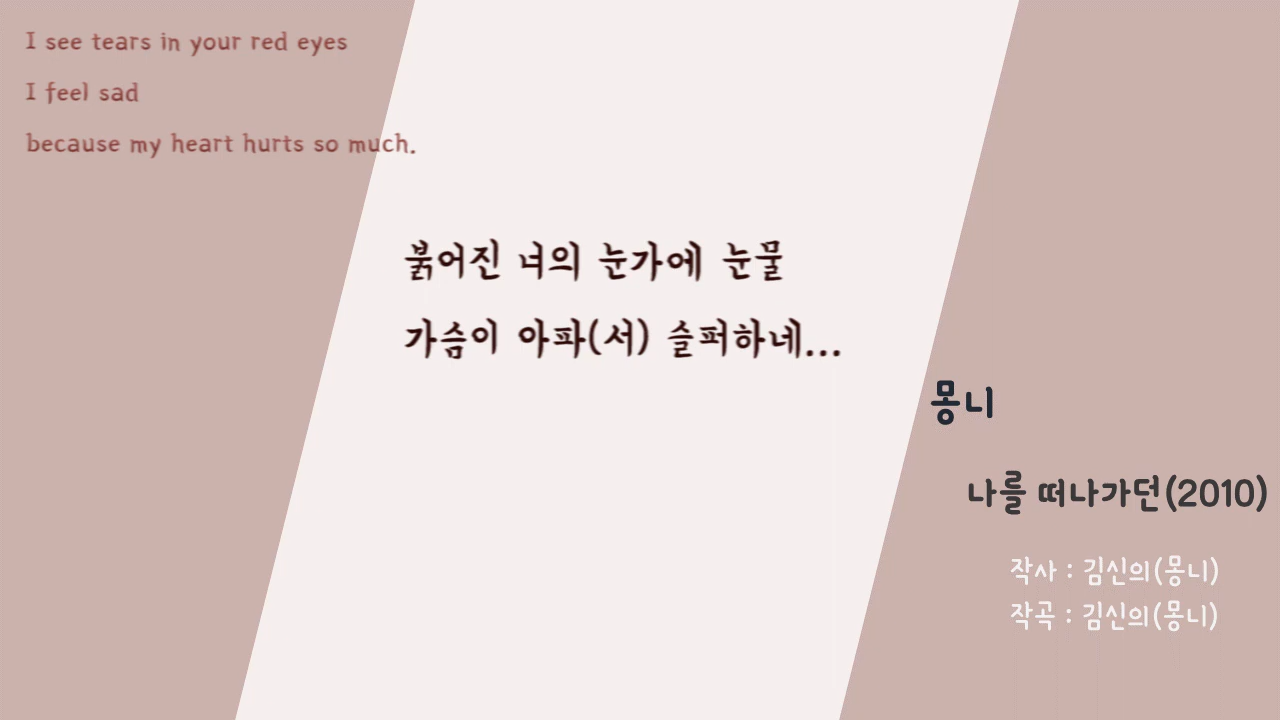 I see tears in your red eyes
I feel sad
because my heart hurts so much.
붉어진 너의 눈가에 눈물
가슴이 아파(서) 슬퍼하네...
몽니
나를 떠나가던(2010)
작사 : 김신의(몽니)
작곡 : 김신의(몽니)